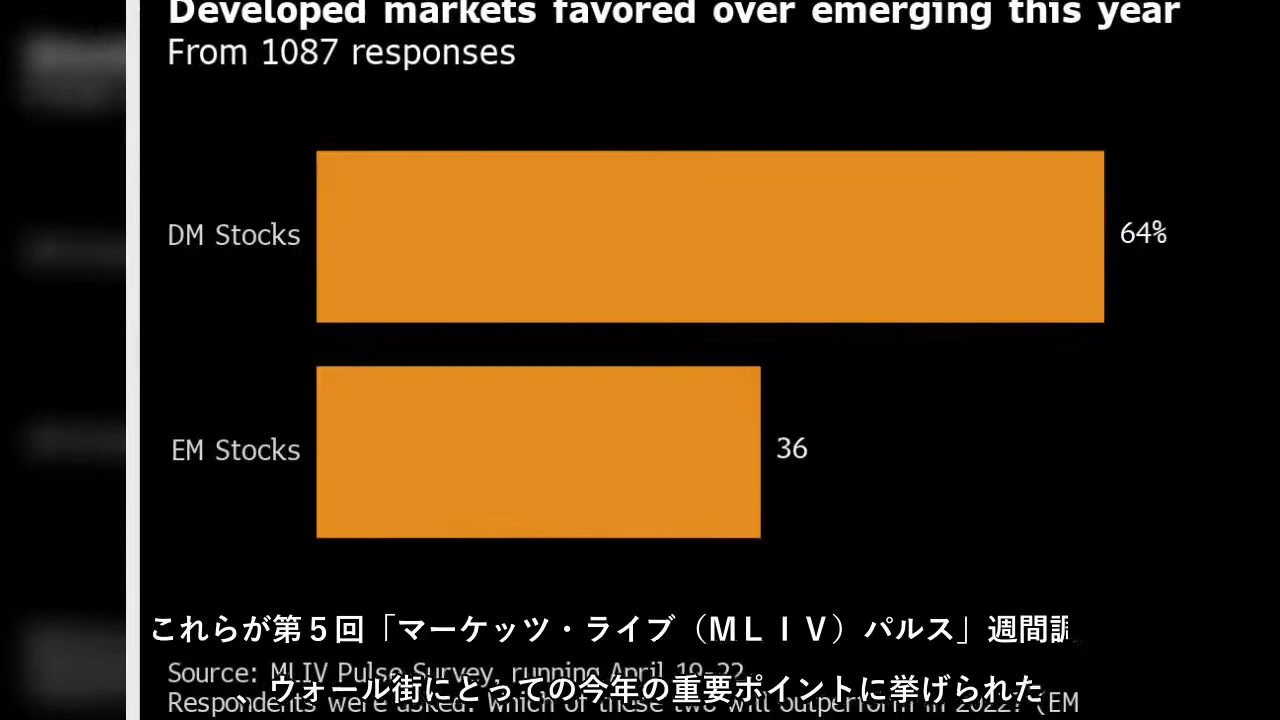 Developed markets favored over emerging this year
From 1087 responses
DM Stocks
64%
EM Stocks
36
これらが第５回「マーケッツ・ライブ（ＭＬＩＶ）パルス」週間調
Source: MLIV Pulse Survey, running April 19-22
、ウォール街にとっての今年の重要ポイントに挙げられた
Respondents were asked: Which of these two will outperform in 2022? (EM